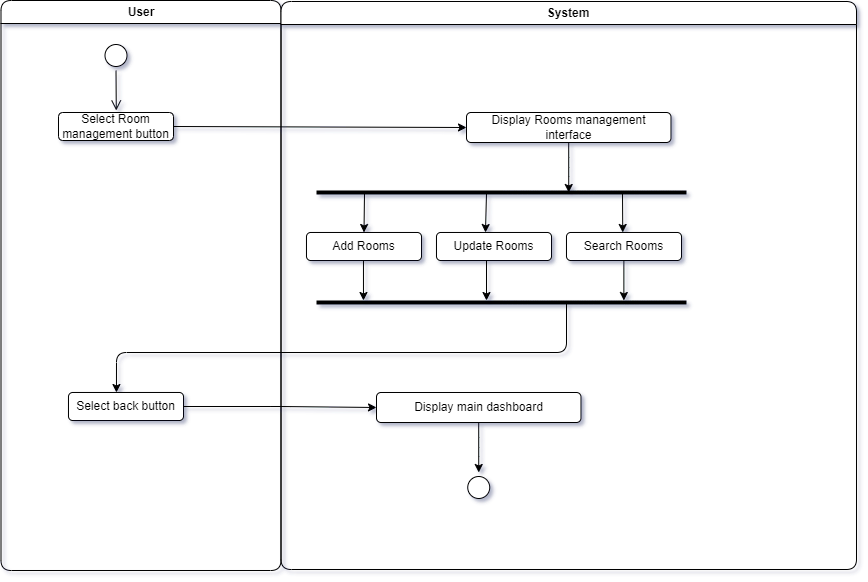 User
System
Select Room
management button
Display Rooms management
interface
Add Rooms
Update Rooms
Search Rooms
Select back button
Display main dashboard